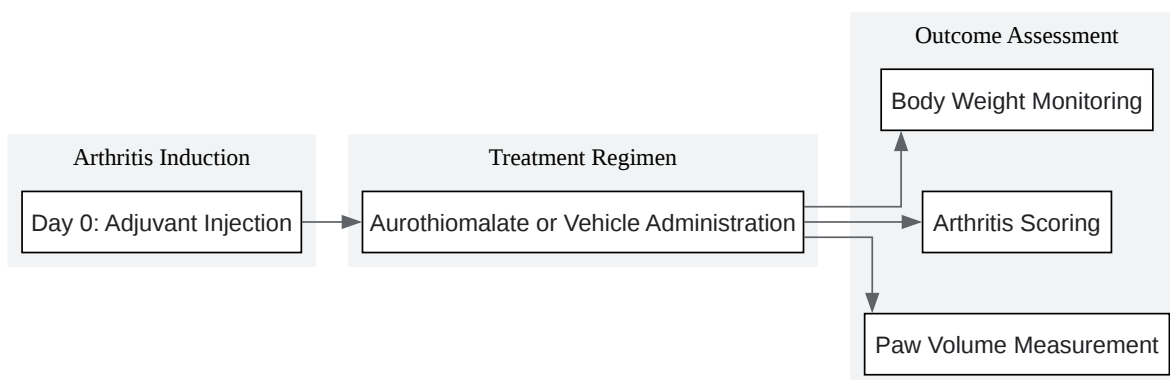 Arthritis Induction
Day 0: Adjuvant Injection
Treatment Regimen
Aurothiomalate or Vehicle Administration
Outcome Assessment
Body Weight Monitoring
Arthritis Scoring
Paw Volume Measurement